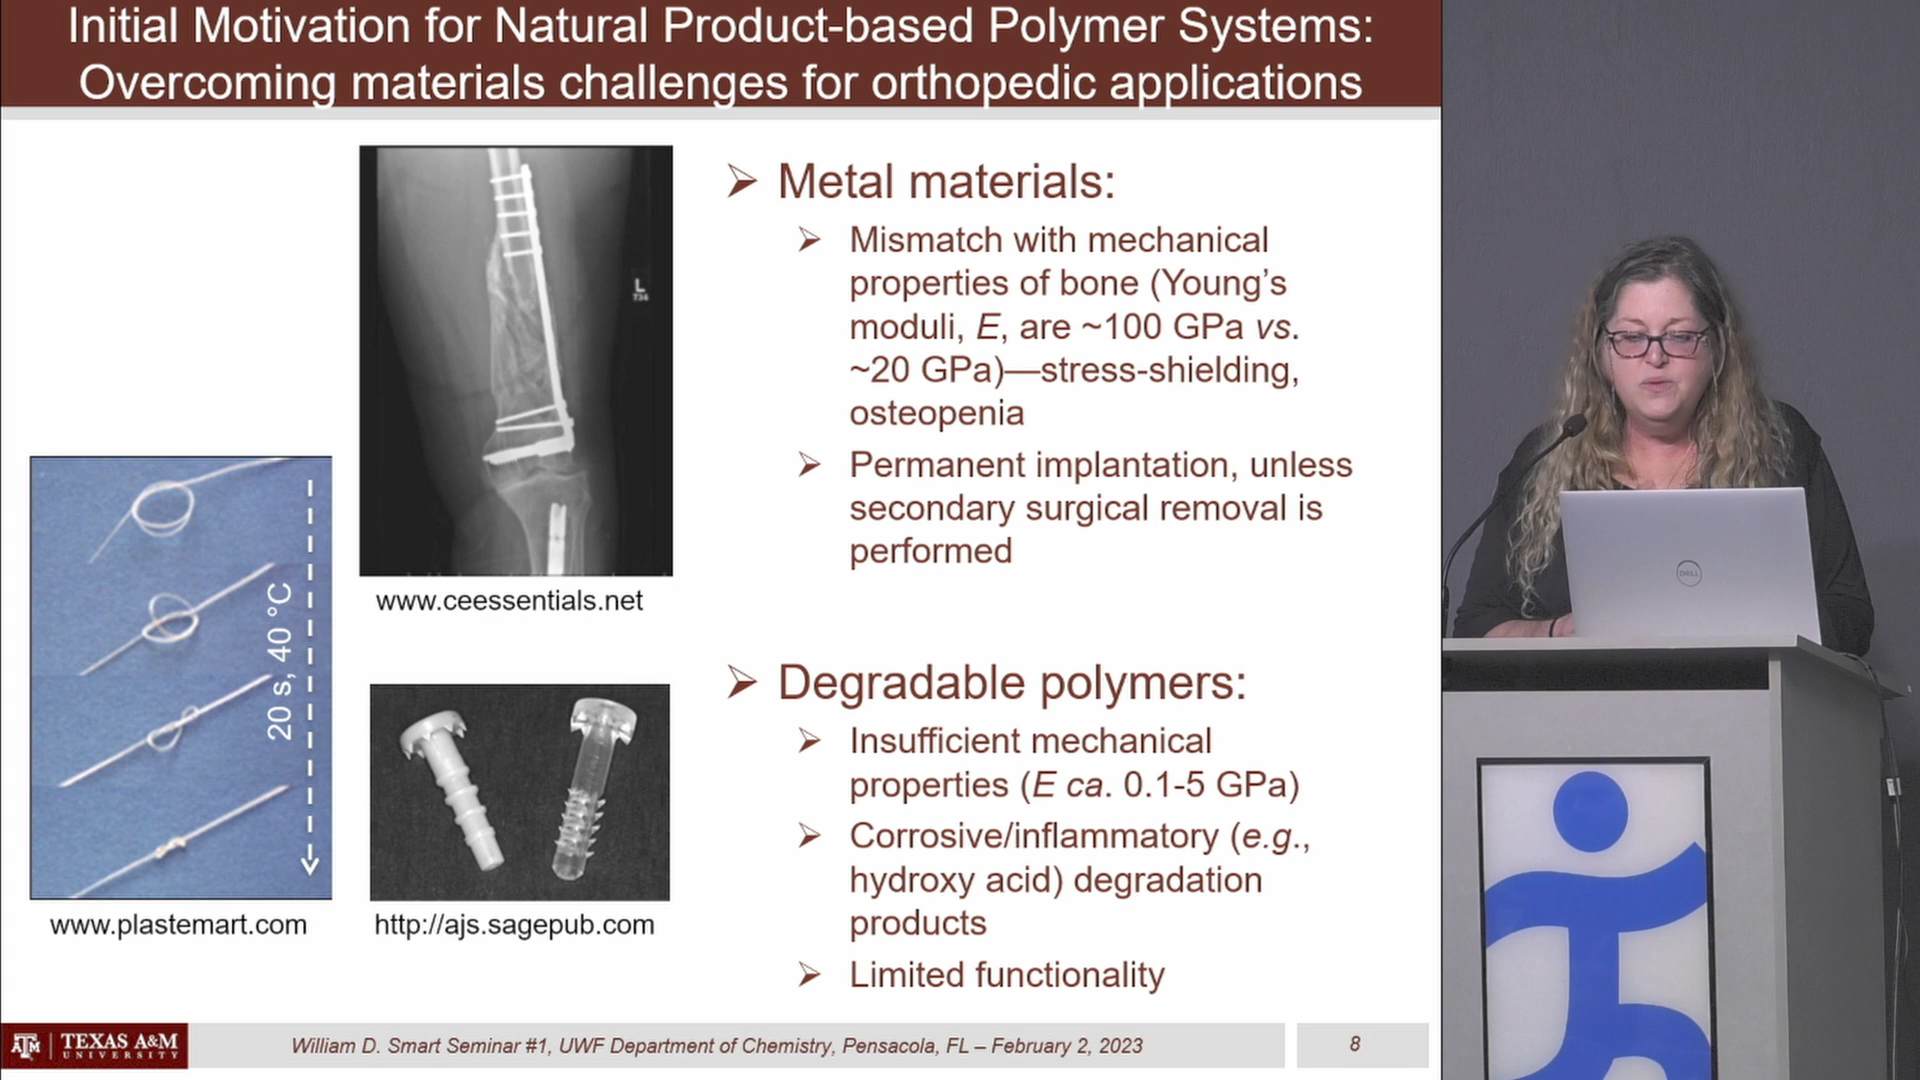 Initial Motivation for Natural Product-based Polymer Systems:
Overcoming materials challenges for orthopedic applications
➢ Metal materials:
➢ Mismatch with mechanical
properties of bone (Young's
moduli, E, are ~100 GPa vs.
~20 GPa)—stress-shielding,
osteopenia
➢ Permanent implantation, unless
secondary surgical removal is
performed
L
T34
www.ceessentials.net
20 s, 40 °C
www.plastemart.com
http://ajs.sagepub.com
➢ Degradable polymers:
➢ Insufficient mechanical
properties (E ca. 0.1-5 GPa)
➢ Corrosive/inflammatory (e.g.,
hydroxy acid) degradation
products
➢ Limited functionality
DELL
ATM
TEXAS A&M
UNIVERSITY
William D. Smart Seminar #1, UWF Department of Chemistry, Pensacola, FL – February 2, 2023
8